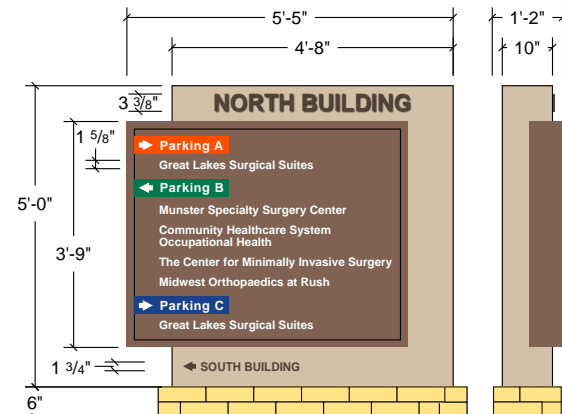 5'-5"
1'-2"
4'-8"
10"
3 3/8"
NORTH BUILDING
1 5/8"
Parking A
Great Lakes Surgical Suites
Parking B
5'-0"
Munster Specialty Surgery Center
Community Healthcare System
Occupational Health
3'-9"
The Center for Minimally Invasive Surgery
Midwest Orthopaedics at Rush
Parking C
Great Lakes Surgical Suites
1 3/4"
SOUTH BUILDING
6"